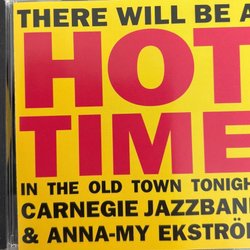 THERE WILL BE A
HOT
TIME
IN THE OLD TOWN TONIGH
CARNEGIE JAZZBAN
& ANNA-MY EKSTRÖ